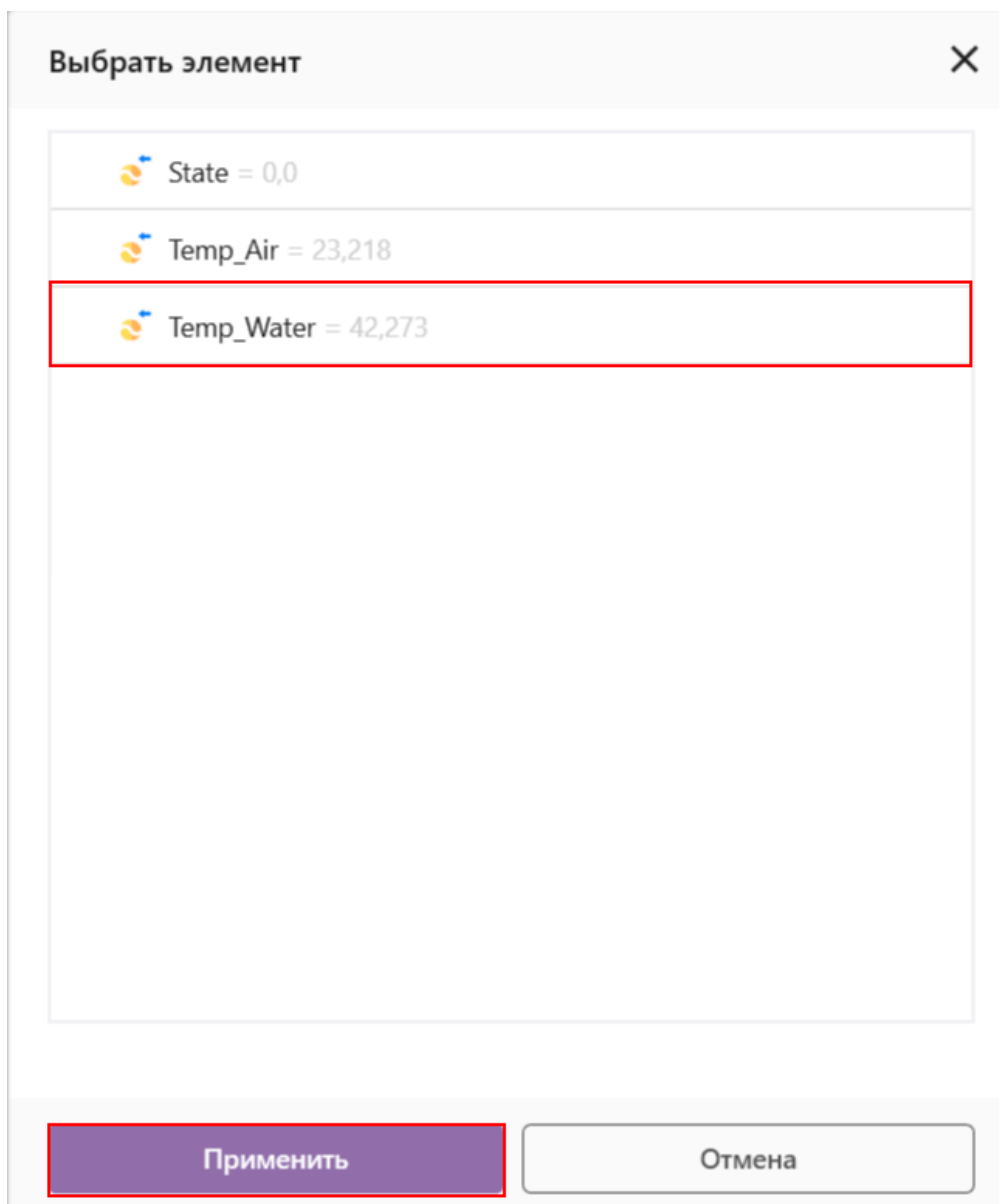 Выбрать элемент
State = 0,0
Temp_Air = 23,218
Temp_Water = 42,273
Применить
Отмена